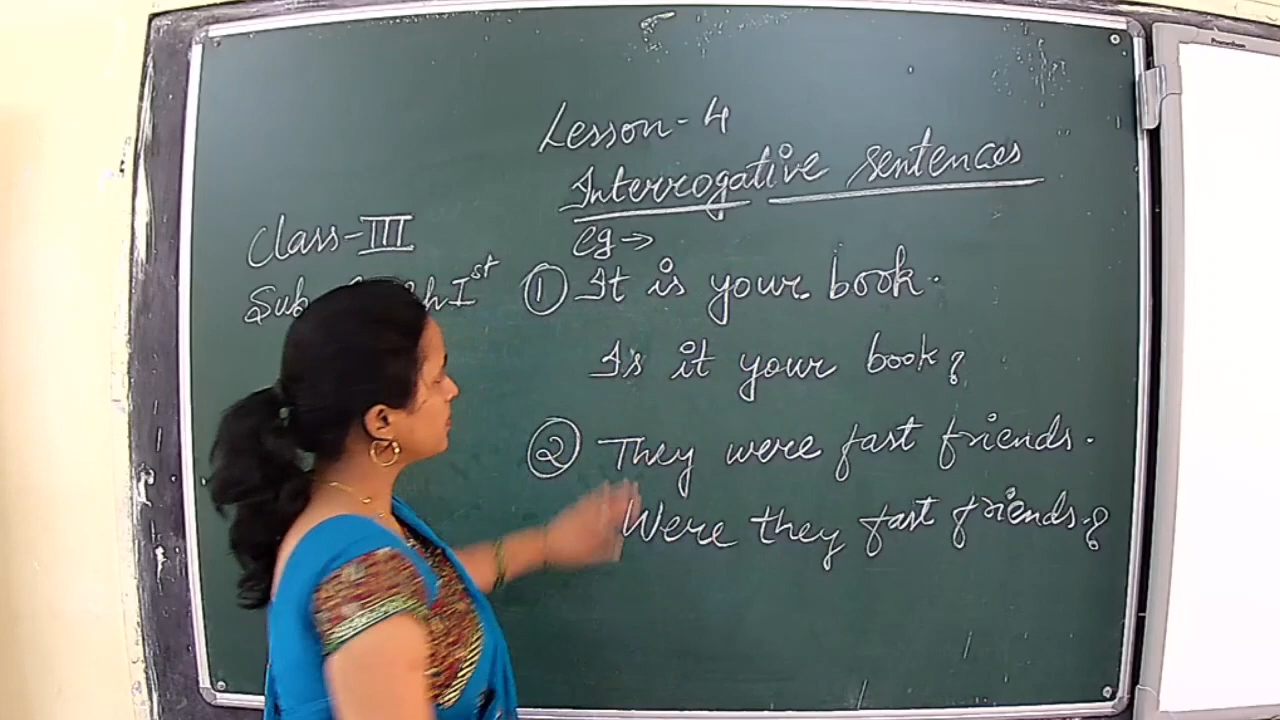 Lesson - 4
Interrogative sentences
Class - III
Sub
I st
eg →
① It is your book.
Is it your book?
② They were fast friends.
Were they fast friends.?
Promethean